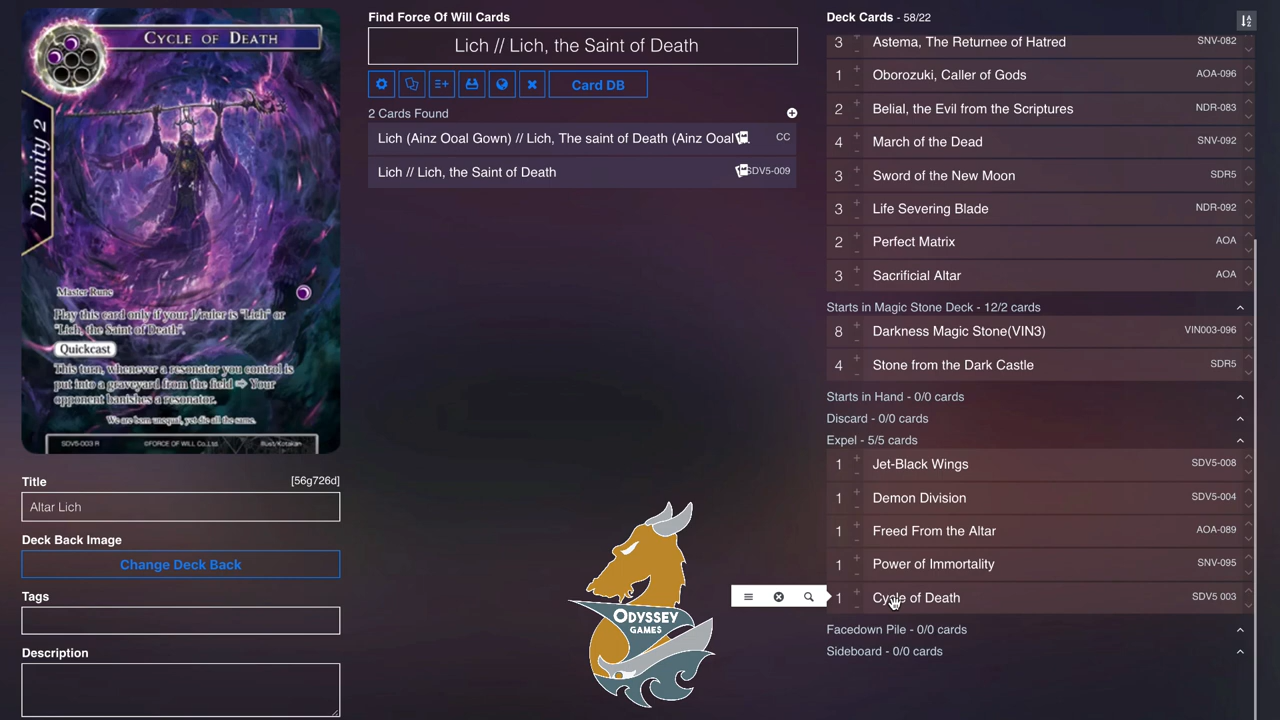 CYCLE OF DEATH
Divinity 2
Master Rune
Play this card only if your J/ruler is "Lich" or
"Lich, the Saint of Death".
Quickcast
This turn, whenever a resonator you control is
put into a graveyard from the field ⇒ Your
opponent banishes a resonator.
We are born unequal, yet die all the same.
SDV5-003 R ©FORCE OF WILL Co.,Ltd.
Title [56g726d]
Altar Lich
Deck Back Image
Change Deck Back
Tags
Description
Find Force Of Will Cards
Lich // Lich, the Saint of Death
Card DB
2 Cards Found
Lich (Ainz Ooal Gown) // Lich, The saint of Death (Ainz Ooal CC
Lich // Lich, the Saint of Death SDV5-009
ODYSSEY
GAMES
Deck Cards - 58/22
3 Astema, The Returnee of Hatred SNV-082
1 Oborozuki, Caller of Gods AOA-096
2 Belial, the Evil from the Scriptures NDR-083
4 March of the Dead SNV-092
3 Sword of the New Moon SDR5
3 Life Severing Blade NDR-092
2 Perfect Matrix AOA
3 Sacrificial Altar AOA
Starts in Magic Stone Deck - 12/2 cards
8 Darkness Magic Stone(VIN3) VIN003-096
4 Stone from the Dark Castle SDR5
Starts in Hand - 0/0 cards
Discard - 0/0 cards
Expel - 5/5 cards
1 Jet-Black Wings SDV5-008
1 Demon Division SDV5-004
1 Freed From the Altar AOA-089
1 Power of Immortality SNV-095
1 Cycle of Death SDV5 003
Facedown Pile - 0/0 cards
Sideboard - 0/0 cards